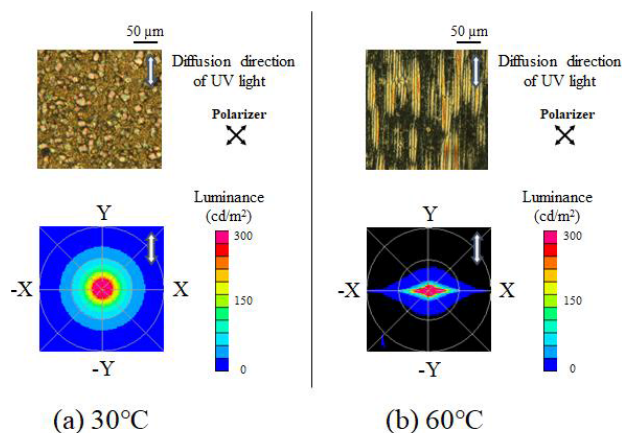 50 µm
Diffusion direction
of UV light
Polarizer
Luminance
(cd/m²)
300
150
0
Y
-X
X
-Y
(a) 30℃
50 µm
Diffusion direction
of UV light
Polarizer
Luminance
(cd/m²)
300
150
0
Y
-X
X
-Y
(b) 60℃